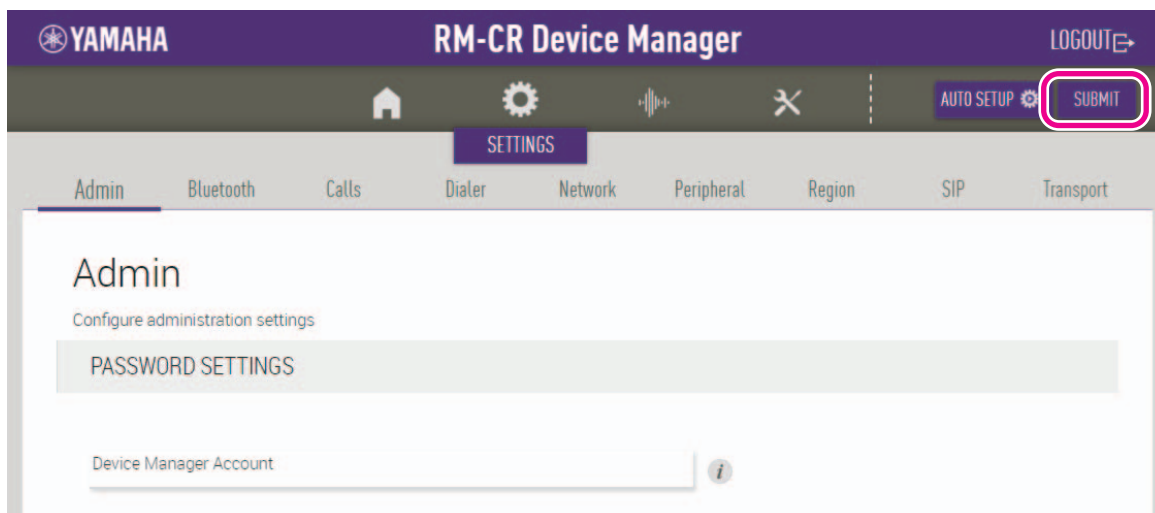 YAMAHA RM-CR Device Manager LOGOUT
AUTO SETUP SUBMIT
SETTINGS
Admin Bluetooth Calls Dialer Network Peripheral Region SIP Transport
Admin
Configure administration settings
PASSWORD SETTINGS
Device Manager Account i